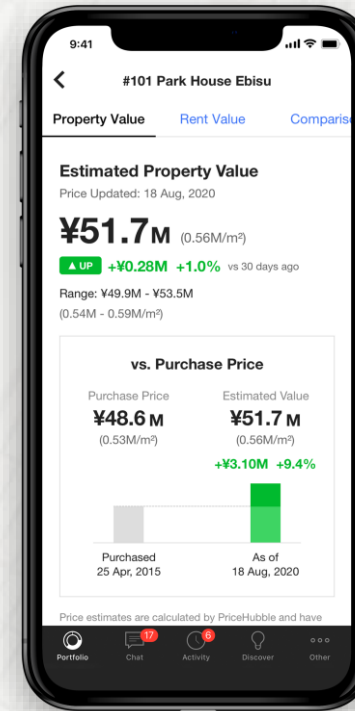 9:41
#101 Park House Ebisu
Property Value Rent Value Comparis
Estimated Property Value
Price Updated: 18 Aug, 2020
¥51.7M (0.56M/m²)
▲ UP +¥0.28M +1.0% vs 30 days ago
Range: ¥49.9M - ¥53.5M
(0.54M - 0.59M/m²)
vs. Purchase Price
Purchase Price Estimated Value
¥48.6 M ¥51.7 M
(0.53M/m²) (0.56M/m²)
+¥3.10M +9.4%
Purchased As of
25 Apr, 2015 18 Aug, 2020
Price estimates are calculated by PriceHubble and have
17 6
Portfolio Chat Activity Discover Other